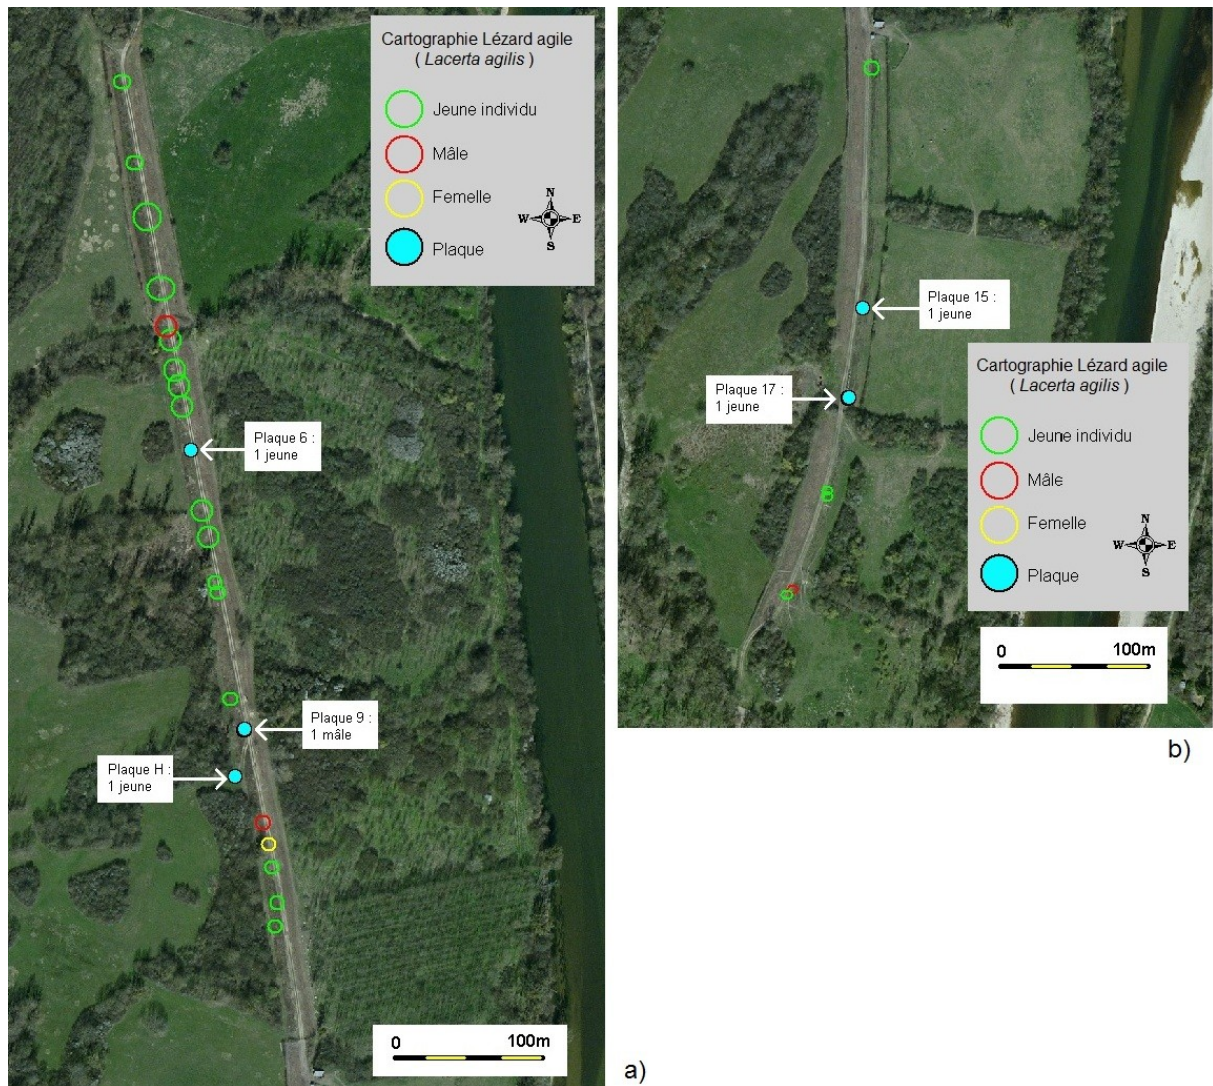 Cartographie Lézard agile
( Lacerta agilis )
Jeune individu
Mâle
Femelle
Plaque
N
W E
S
Plaque 6 :
1 jeune
Plaque 9 :
1 mâle
Plaque H :
1 jeune
0 100m
a)
Plaque 15 :
1 jeune
Plaque 17 :
1 jeune
Cartographie Lézard agile
( Lacerta agilis )
Jeune individu
Mâle
Femelle
Plaque
N
W E
S
0 100m
b)